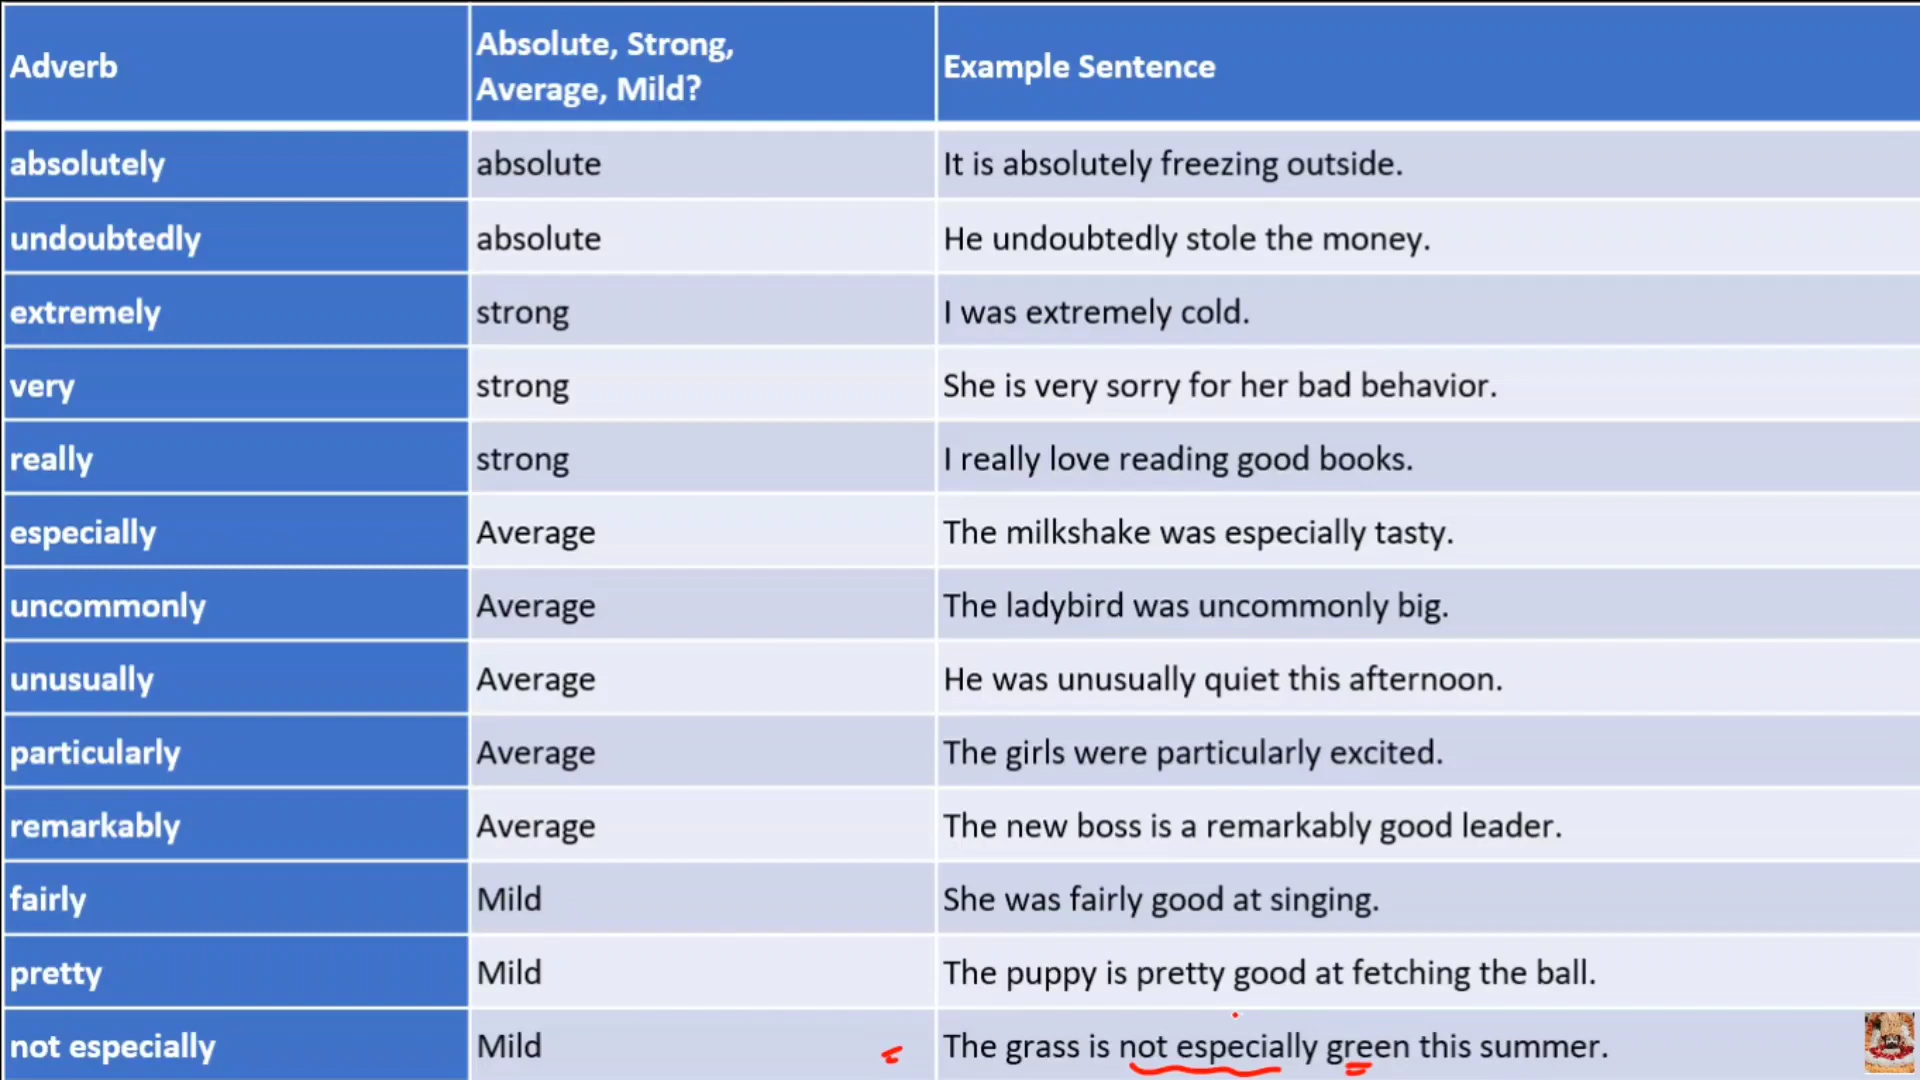 Adverb
Absolute, Strong,
Average, Mild?
Example Sentence
absolutely absolute It is absolutely freezing outside.
undoubtedly absolute He undoubtedly stole the money.
extremely strong I was extremely cold.
very strong She is very sorry for her bad behavior.
really strong I really love reading good books.
especially Average The milkshake was especially tasty.
uncommonly Average The ladybird was uncommonly big.
unusually Average He was unusually quiet this afternoon.
particularly Average The girls were particularly excited.
remarkably Average The new boss is a remarkably good leader.
fairly Mild She was fairly good at singing.
pretty Mild The puppy is pretty good at fetching the ball.
not especially Mild The grass is not especially green this summer.